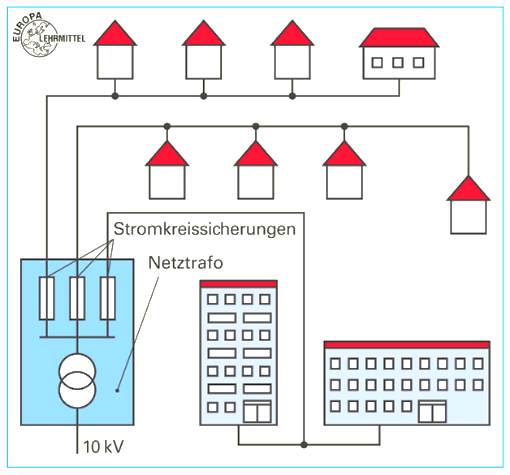 EUROPA
LEHRMITTEL
Stromkreissicherungen
Netztrafo
10 kV